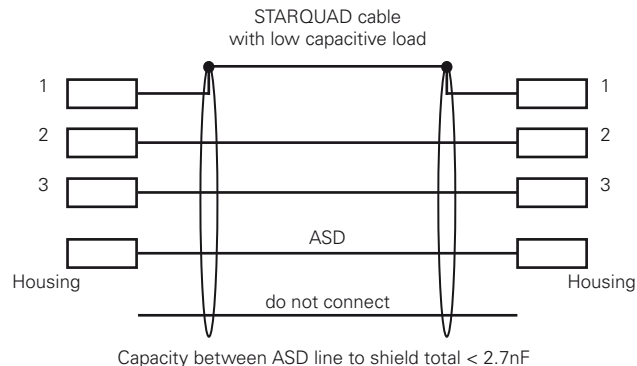 STARQUAD cable
with low capacitive load
1 1
2 2
3 3
ASD
Housing Housing
do not connect
Capacity between ASD line to shield total < 2.7nF